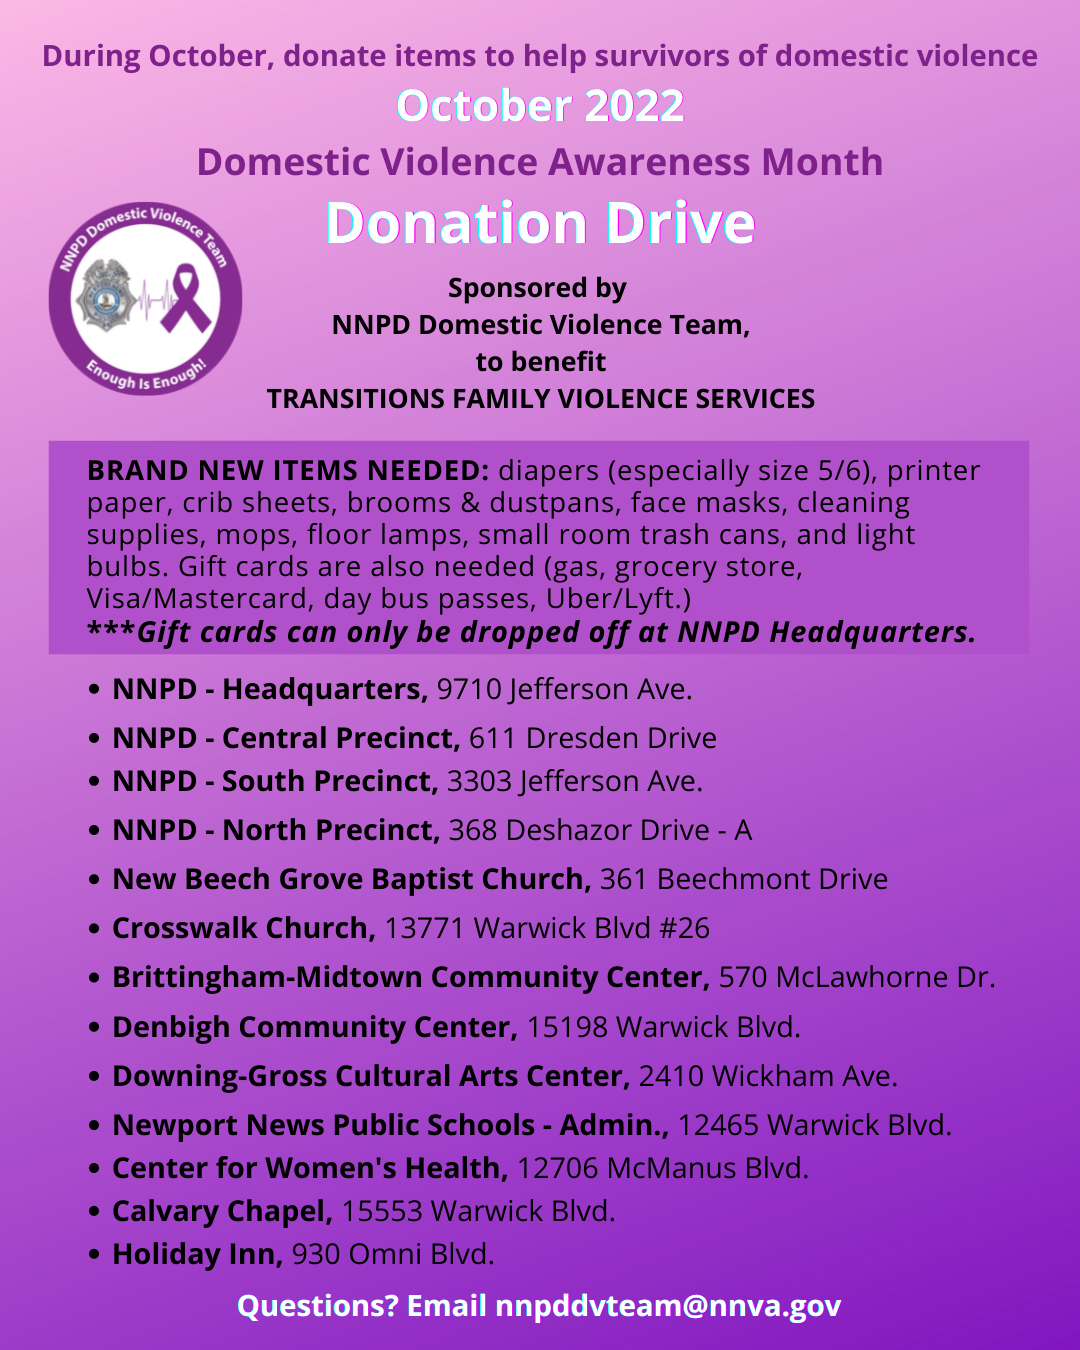 During October, donate items to help survivors of domestic violence
October 2022
Domestic Violence Awareness Month
Donation Drive
NNPD Domestic Violence Team
Enough Is Enough!
Sponsored by
NNPD Domestic Violence Team,
to benefit
TRANSITIONS FAMILY VIOLENCE SERVICES
BRAND NEW ITEMS NEEDED: diapers (especially size 5/6), printer
paper, crib sheets, brooms & dustpans, face masks, cleaning
supplies, mops, floor lamps, small room trash cans, and light
bulbs. Gift cards are also needed (gas, grocery store,
Visa/Mastercard, day bus passes, Uber/Lyft.)
***Gift cards can only be dropped off at NNPD Headquarters.
• NNPD - Headquarters, 9710 Jefferson Ave.
• NNPD - Central Precinct, 611 Dresden Drive
• NNPD - South Precinct, 3303 Jefferson Ave.
• NNPD - North Precinct, 368 Deshazor Drive - A
• New Beech Grove Baptist Church, 361 Beechmont Drive
• Crosswalk Church, 13771 Warwick Blvd #26
• Brittingham-Midtown Community Center, 570 McLawhorne Dr.
• Denbigh Community Center, 15198 Warwick Blvd.
• Downing-Gross Cultural Arts Center, 2410 Wickham Ave.
• Newport News Public Schools - Admin., 12465 Warwick Blvd.
• Center for Women's Health, 12706 McManus Blvd.
• Calvary Chapel, 15553 Warwick Blvd.
• Holiday Inn, 930 Omni Blvd.
Questions? Email nnpddvteam@nnva.gov